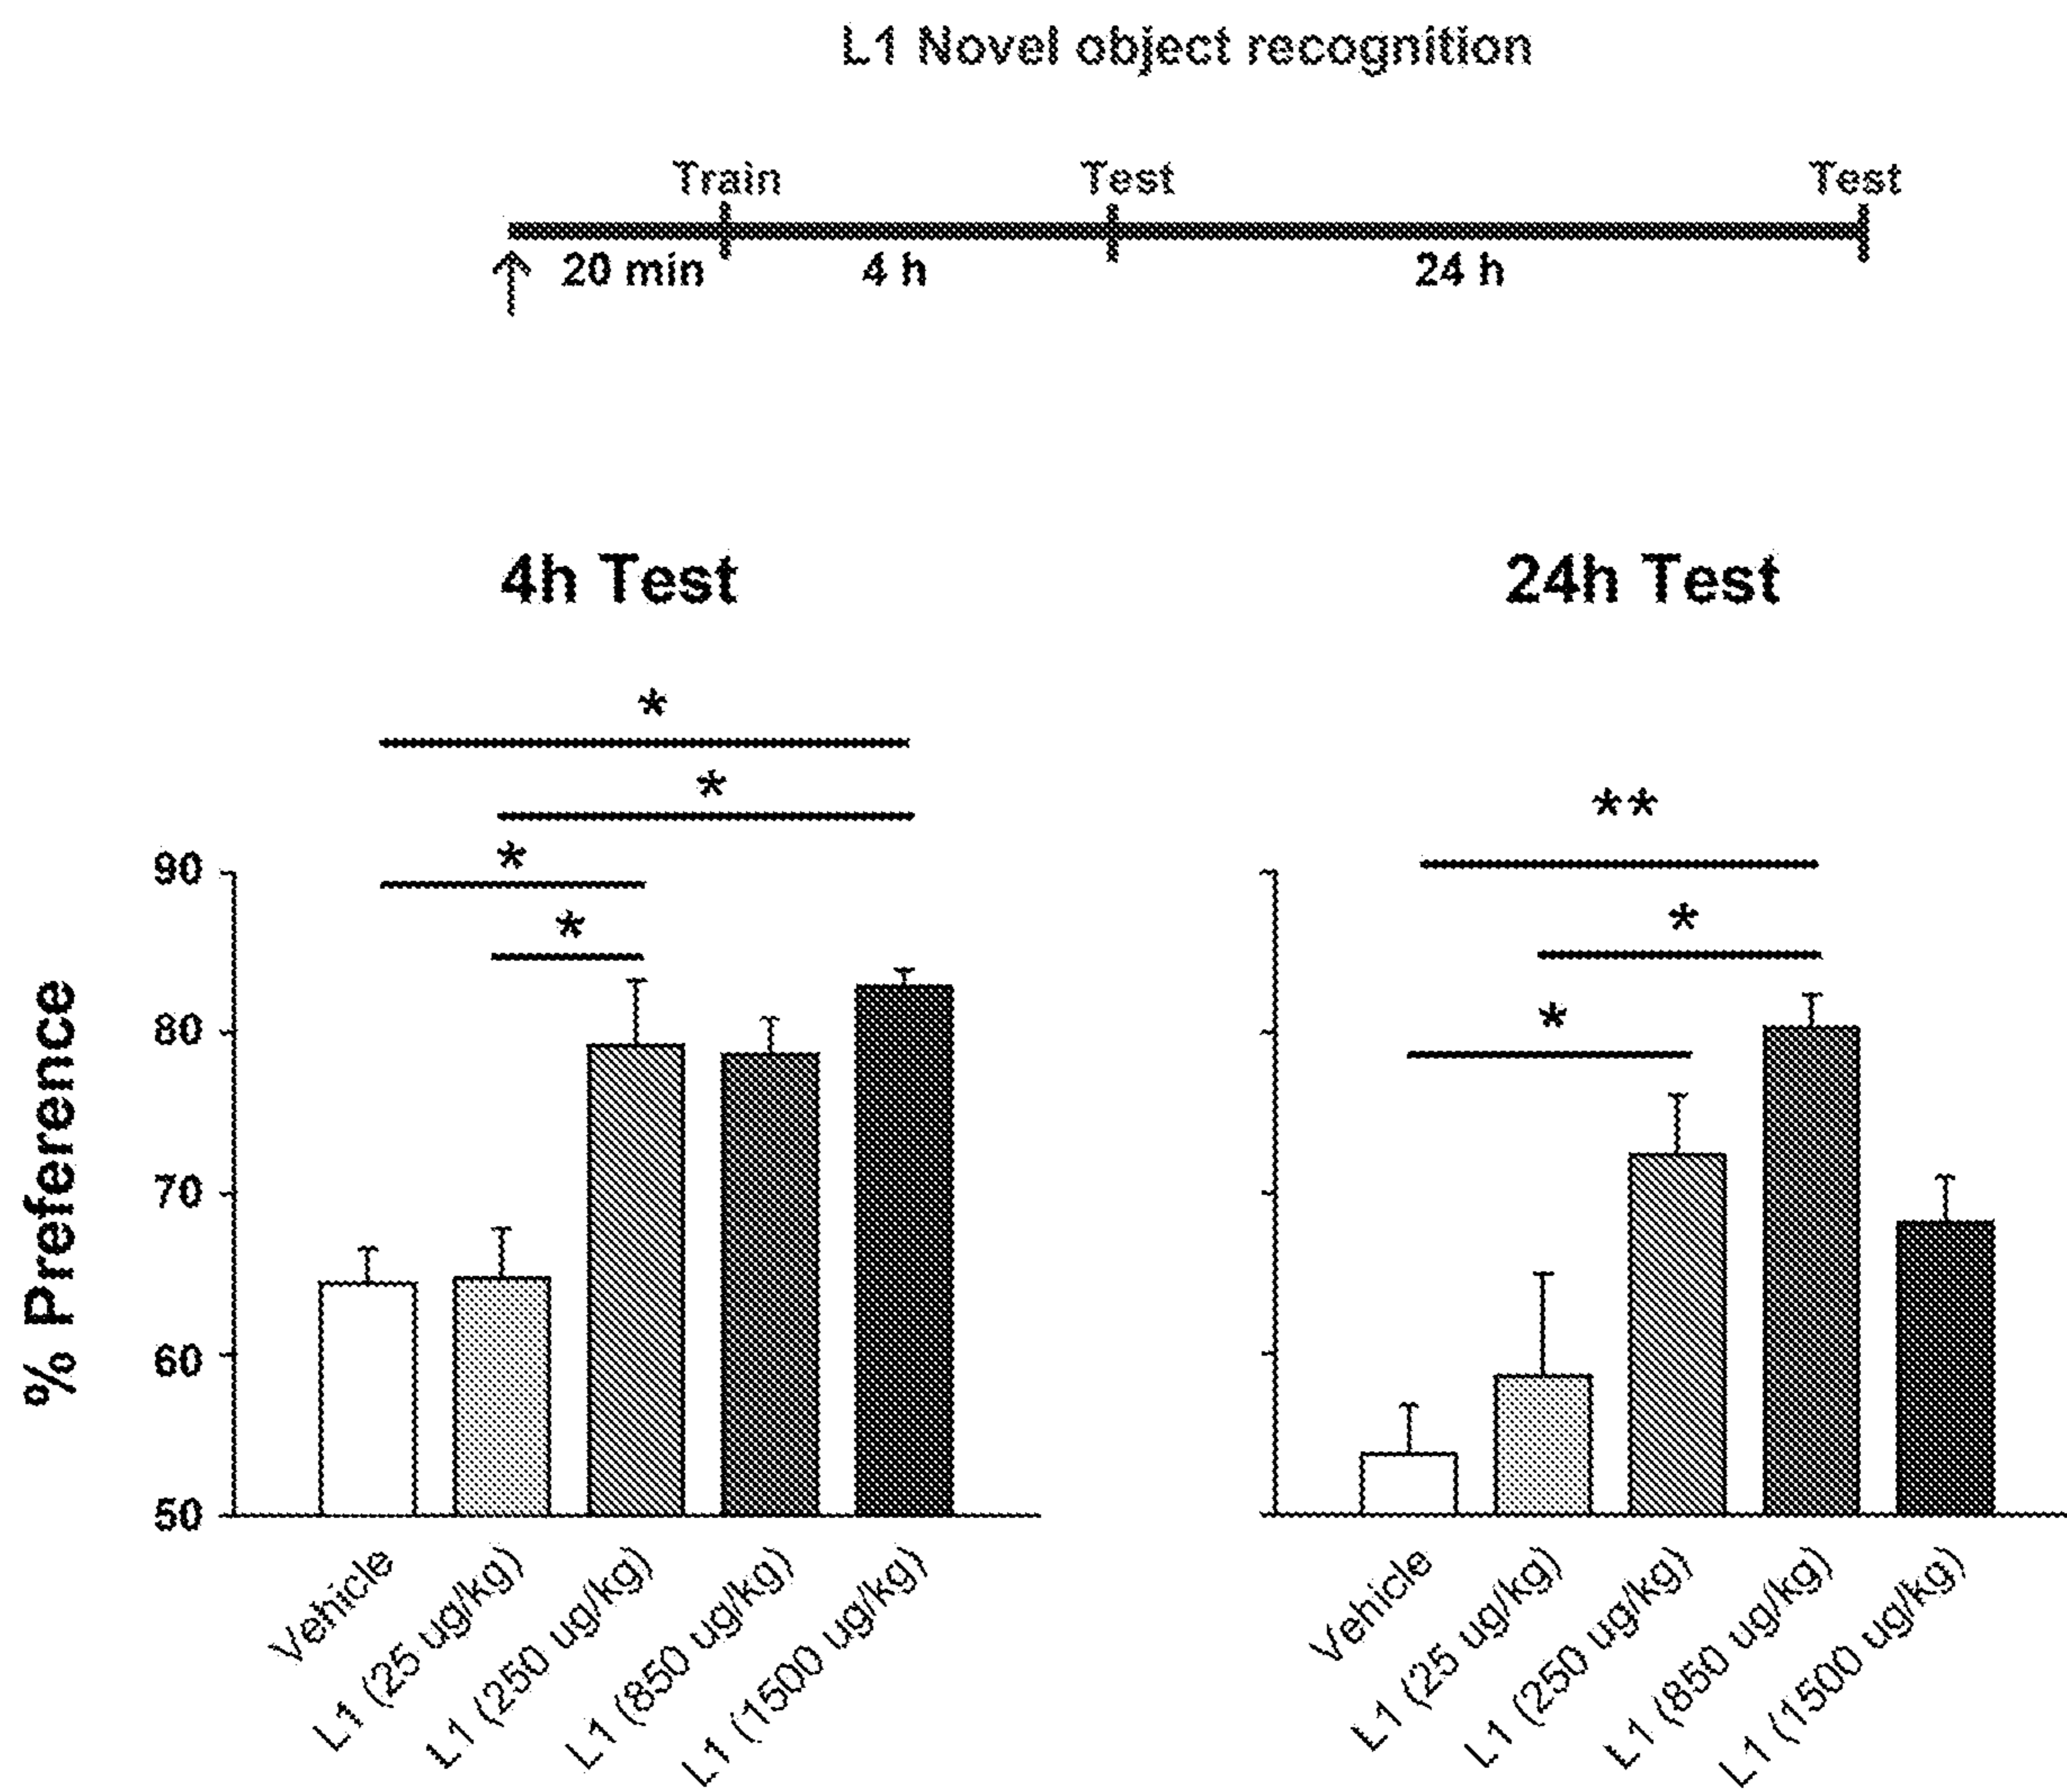 L1 Novel object recognition
Train Test Test
20 min 4 h 24 h
4h Test
24h Test
*
*
*
*
**
*
*
% Preference
90
80
70
60
50
Vehicle
L1 (25 ug/kg)
L1 (250 ug/kg)
L1 (850 ug/kg)
L1 (1500 ug/kg)
Vehicle
L1 (25 ug/kg)
L1 (250 ug/kg)
L1 (850 ug/kg)
L1 (1500 ug/kg)